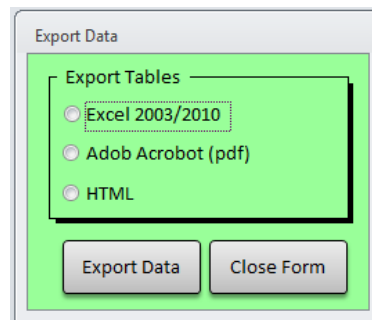 Export Data
Export Tables
Excel 2003/2010
Adob Acrobot (pdf)
HTML
Export Data
Close Form